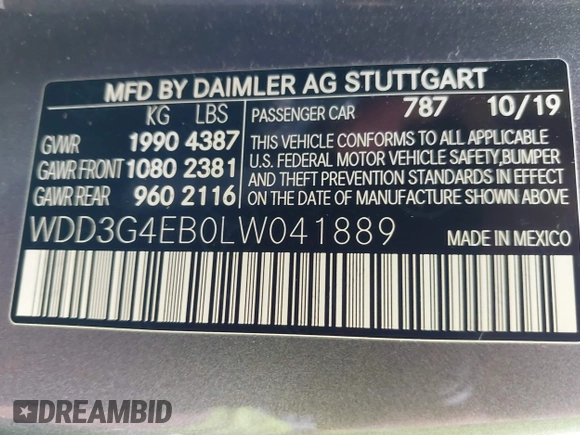 MFD BY DAIMLER AG STUTTGART
KG LBS
GVWR 1990 4387
GAWR FRONT 1080 2381
GAWR REAR 960 2116
PASSENGER CAR 787 10/19
THIS VEHICLE CONFORMS TO ALL APPLICABLE
U.S. FEDERAL MOTOR VEHICLE SAFETY,BUMPER
AND THEFT PREVENTION STANDARDS IN EFFECT
ON THE DATE OF MANUFACTURE SHOWN ABOVE
WDD3G4EB0LW041889
MADE IN MEXICO
DREAMBID